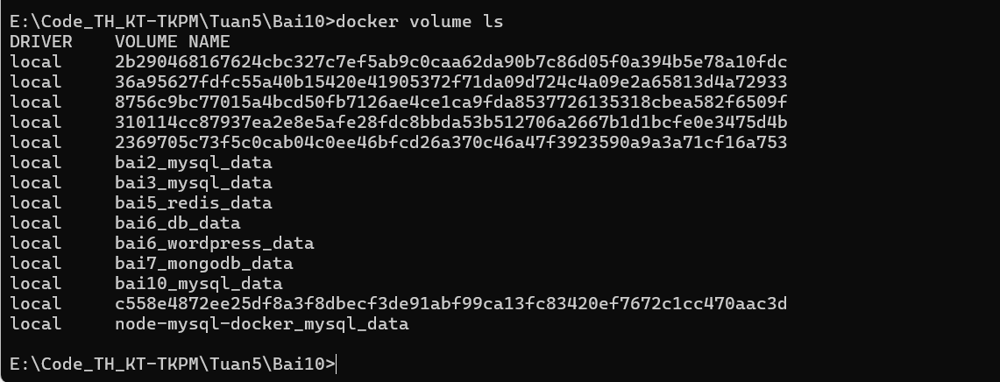 E:\Code_TH_KT-TKPM\Tuan5\Bai10>docker volume ls
DRIVER    VOLUME NAME
local     2b290468167624cbc327c7ef5ab9c0caa62da90b7c86d05f0a394b5e78a10fdc
local     36a95627fdfc55a40b15420e41905372f71da09d724c4a09e2a65813d4a72933
local     8756c9bc77015a4bcd50fb7126ae4ce1ca9fda8537726135318cbea582f6509f
local     310114cc87937ea2e8e5afe28fdc8bbda53b512706a2667b1d1bcfe0e3475d4b
local     2369705c73f5c0cab04c0ee46bfcd26a370c46a47f3923590a9a3a71cf16a753
local     bai2_mysql_data
local     bai3_mysql_data
local     bai5_redis_data
local     bai6_db_data
local     bai6_wordpress_data
local     bai7_mongodb_data
local     bai10_mysql_data
local     c558e4872ee25df8a3f8dbecf3de91abf99ca13fc83420ef7672c1cc470aac3d
local     node-mysql-docker_mysql_data
E:\Code_TH_KT-TKPM\Tuan5\Bai10>